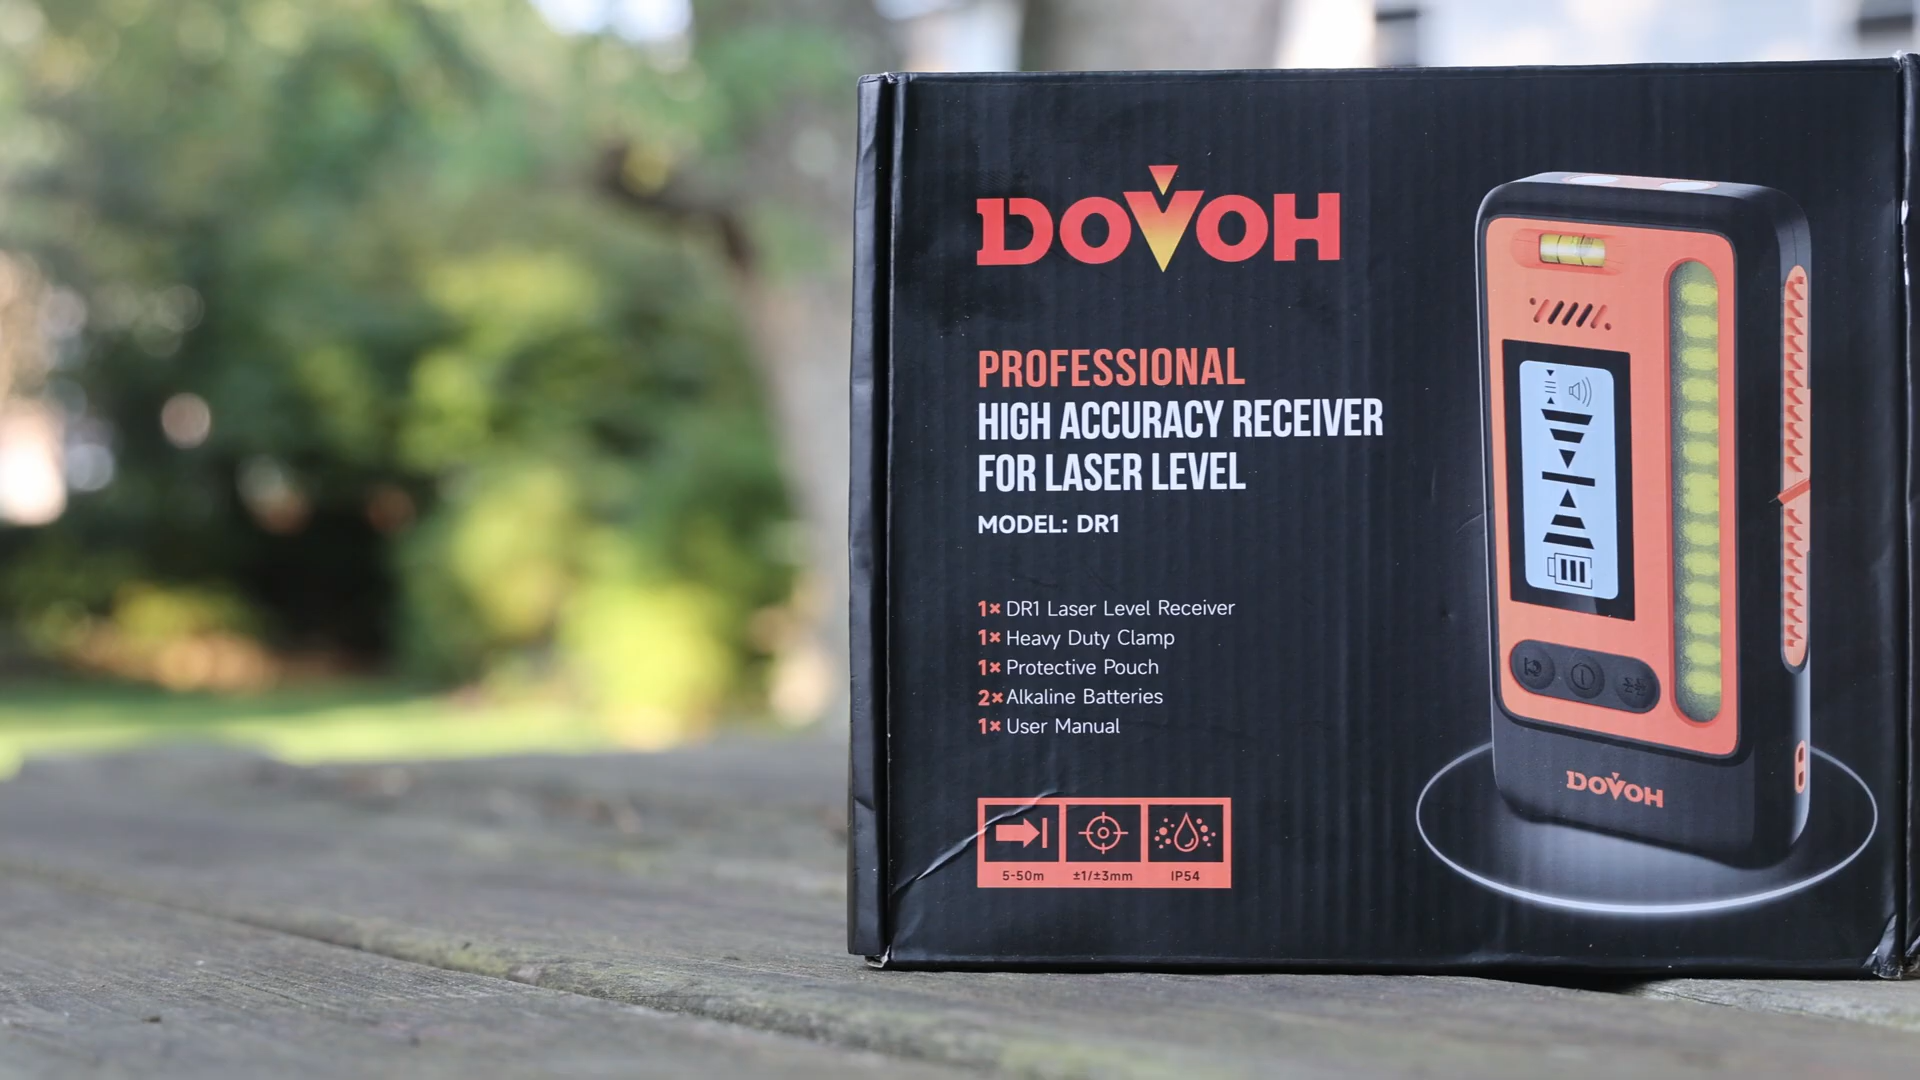 DOVOH
PROFESSIONAL
HIGH ACCURACY RECEIVER
FOR LASER LEVEL
MODEL: DR1
1× DR1 Laser Level Receiver
1× Heavy Duty Clamp
1× Protective Pouch
2× Alkaline Batteries
1× User Manual
5-50m ±1/±3mm IP54
DOVOH